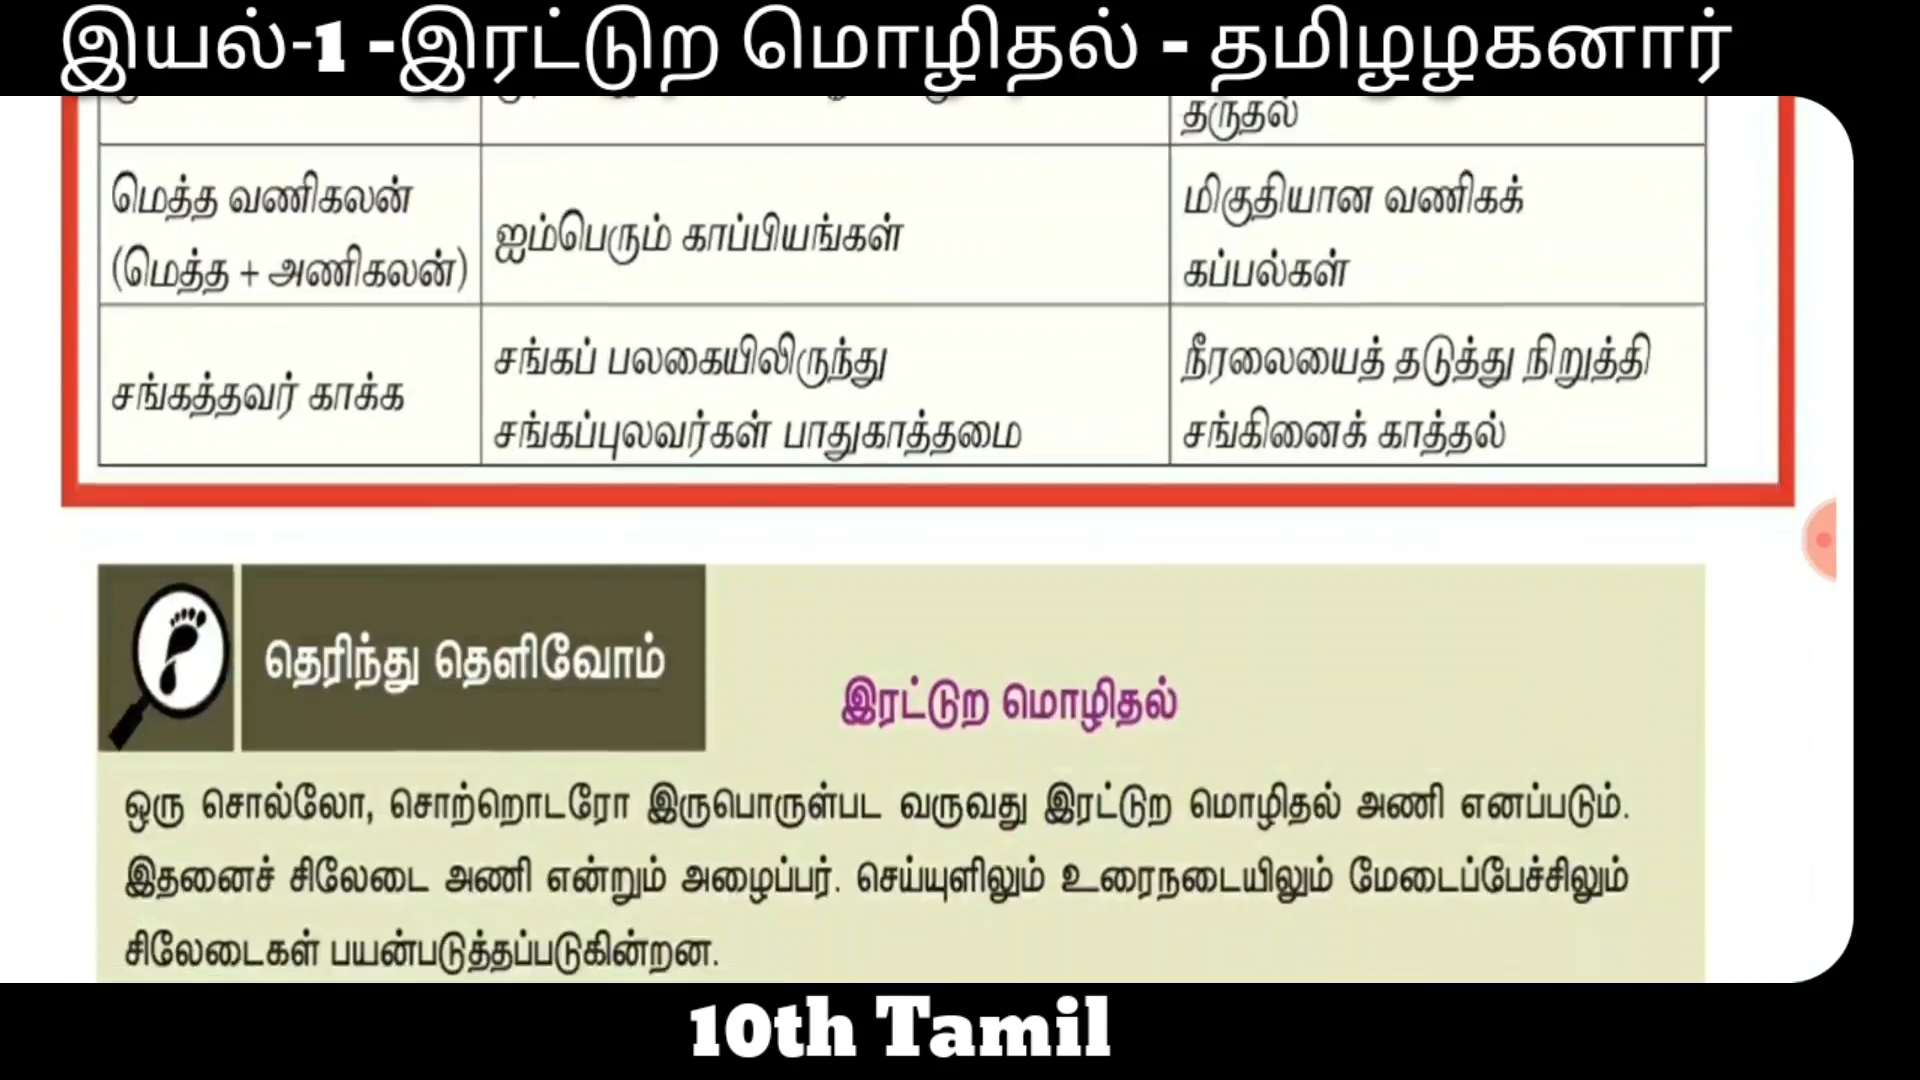 இயல்-1 -இரட்டுற மொழிதல் - தமிழழகனார்
தருதல்
மெத்த வணிகலன்
(மெத்த + அணிகலன்)
ஐம்பெரும் காப்பியங்கள்
மிகுதியான வணிகக்
கப்பல்கள்
சங்கத்தவர் காக்க
சங்கப் பலகையிலிருந்து
சங்கப்புலவர்கள் பாதுகாத்தமை
நீரலையைத் தடுத்து நிறுத்தி
சங்கினைக் காத்தல்
தெரிந்து தெளிவோம்
இரட்டுற மொழிதல்
ஒரு சொல்லோ, சொற்றொடரோ இருபொருள்பட வருவது இரட்டுற மொழிதல் அணி எனப்படும்.
இதனைச் சிலேடை அணி என்றும் அழைப்பர். செய்யுளிலும் உரைநடையிலும் மேடைப்பேச்சிலும்
சிலேடைகள் பயன்படுத்தப்படுகின்றன.
10th Tamil